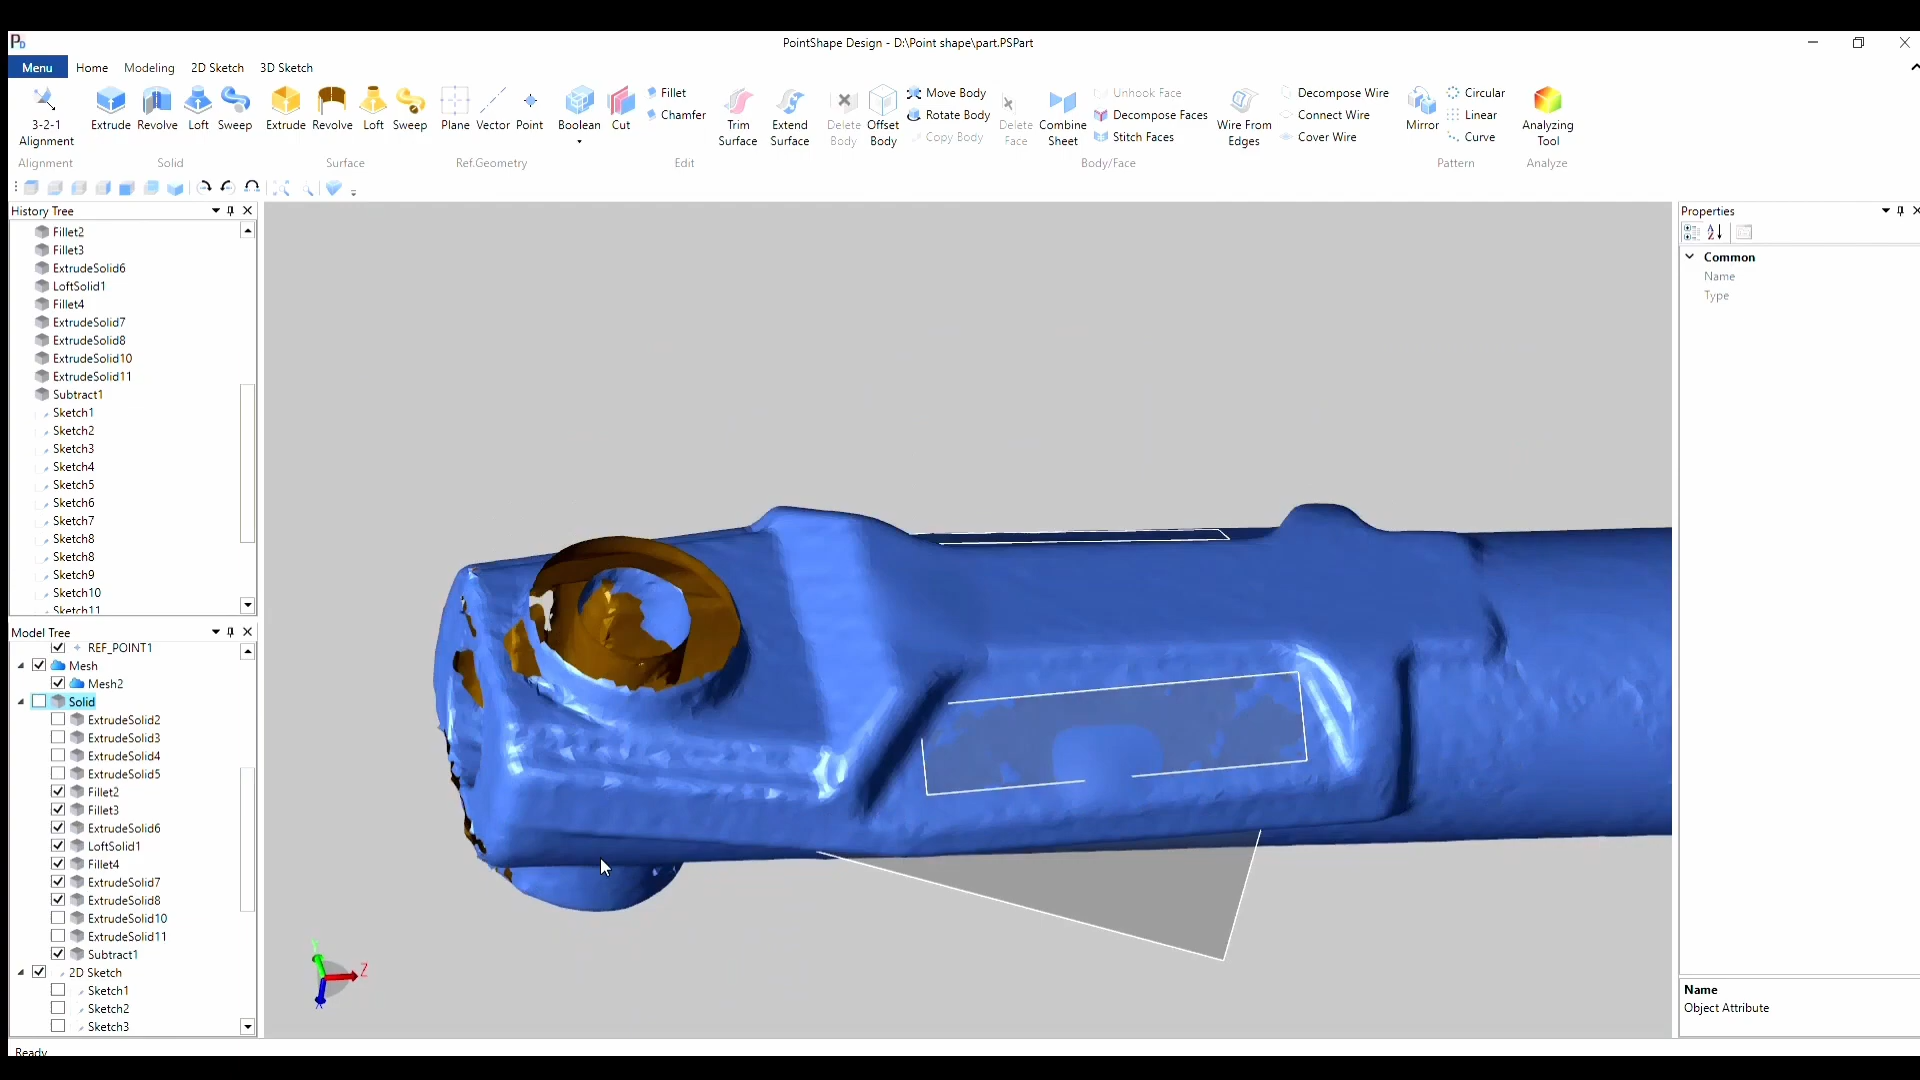 PD
PointShape Design - D:\Point shape\part.PSPart
Menu Home Modeling 2D Sketch 3D Sketch
3-2-1 Alignment
Extrude Revolve Loft Sweep
Extrude Revolve Loft Sweep
Plane Vector Point
Boolean Cut
Fillet
Chamfer
Trim Surface
Extend Surface
Delete Body
Offset Body
Move Body
Rotate Body
Copy Body
Delete Face
Combine Sheet
Unhook Face
Decompose Faces
Stitch Faces
Wire From Edges
Decompose Wire
Connect Wire
Cover Wire
Mirror
Circular
Linear
Curve
Analyzing Tool
Alignment Solid Surface Ref.Geometry Edit Body/Face Pattern Analyze
History Tree
Fillet2
Fillet3
ExtrudeSolid6
LoftSolid1
Fillet4
ExtrudeSolid7
ExtrudeSolid8
ExtrudeSolid10
ExtrudeSolid11
Subtract1
Sketch1
Sketch2
Sketch3
Sketch4
Sketch5
Sketch6
Sketch7
Sketch8
Sketch8
Sketch9
Sketch10
Sketch11
Model Tree
REF_POINT1
Mesh
Mesh2
Solid
ExtrudeSolid2
ExtrudeSolid3
ExtrudeSolid4
ExtrudeSolid5
Fillet2
Fillet3
ExtrudeSolid6
LoftSolid1
Fillet4
ExtrudeSolid7
ExtrudeSolid8
ExtrudeSolid10
ExtrudeSolid11
Subtract1
2D Sketch
Sketch1
Sketch2
Sketch3
Y
Z
X
Properties
Common
Name
Type
Name
Object Attribute
Ready